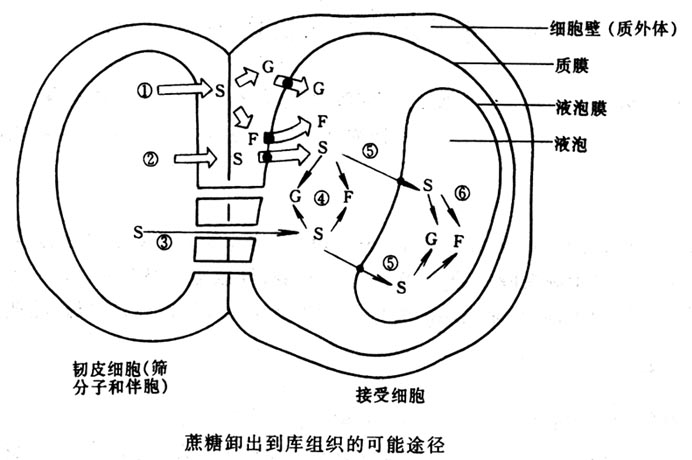 细胞壁（质外体）
质膜
液泡膜
液泡
① S G G
F F
② S S ⑤
S ⑥
G ④ F
G F
S ③ S
⑤ S
韧皮细胞(筛
分子和伴胞)
接受细胞
蔗糖卸出到库组织的可能途径